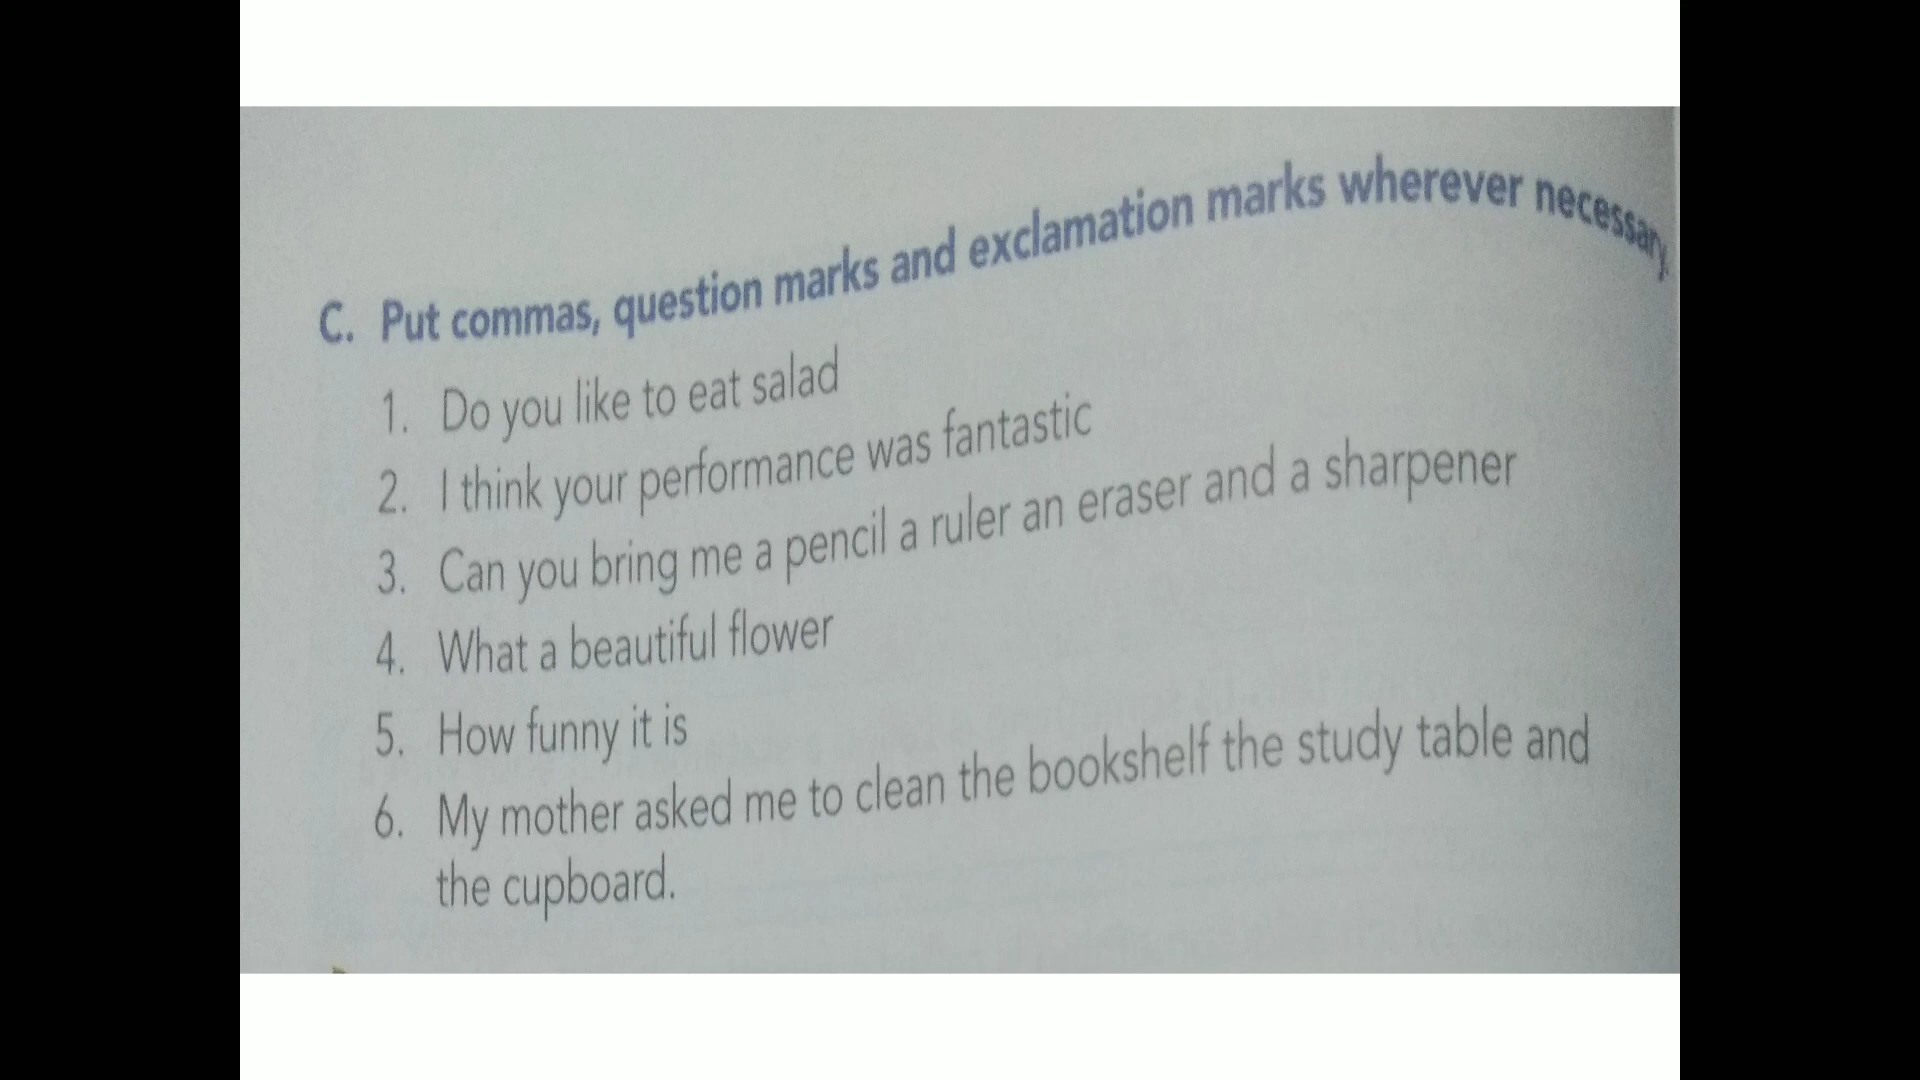 C. Put commas, question marks and exclamation marks wherever necessary.
1. Do you like to eat salad
2. I think your performance was fantastic
3. Can you bring me a pencil a ruler an eraser and a sharpener
4. What a beautiful flower
5. How funny it is
6. My mother asked me to clean the bookshelf the study table and
the cupboard.